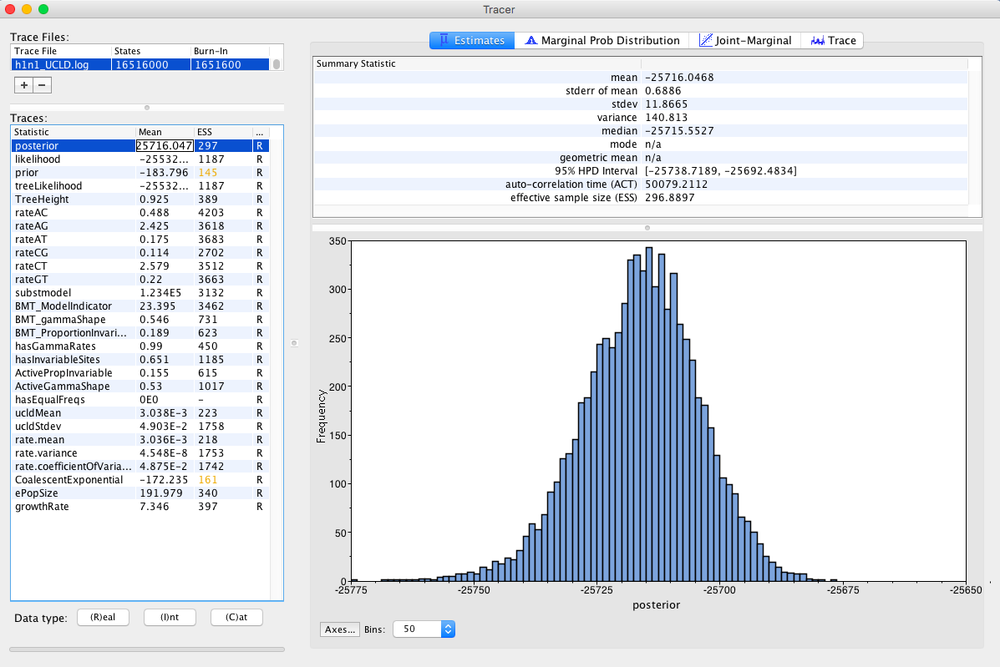 Tracer
Trace Files:
Trace File States Burn-In
h1n1_UCLD.log 16516000 1651600
+ −
Traces:
Statistic Mean ESS ...
posterior 25716.047 297 R
likelihood -25532... 1187 R
prior -183.796 145 R
treeLikelihood -25532... 1187 R
TreeHeight 0.925 389 R
rateAC 0.488 4203 R
rateAG 2.425 3618 R
rateAT 0.175 3683 R
rateCG 0.114 2702 R
rateCT 2.579 3512 R
rateGT 0.22 3663 R
substmodel 1.234E5 3132 R
BMT_ModelIndicator 23.395 3462 R
BMT_gammaShape 0.546 731 R
BMT_ProportionInvari... 0.189 623 R
hasGammaRates 0.99 450 R
hasInvariableSites 0.651 1185 R
ActivePropInvariable 0.155 615 R
ActiveGammaShape 0.53 1017 R
hasEqualFreqs 0E0 - R
ucldMean 3.038E-3 223 R
ucldStdev 4.903E-2 1758 R
rate.mean 3.036E-3 218 R
rate.variance 4.548E-8 1753 R
rate.coefficientOfVaria... 4.875E-2 1742 R
CoalescentExponential -172.235 161 R
ePopSize 191.979 340 R
growthRate 7.346 397 R
Data type: (R)eal (I)nt (C)at
Estimates Marginal Prob Distribution Joint-Marginal Trace
Summary Statistic
mean -25716.0468
stderr of mean 0.6886
stdev 11.8665
variance 140.813
median -25715.5527
mode n/a
geometric mean n/a
95% HPD Interval [-25738.7189, -25692.4834]
auto-correlation time (ACT) 50079.2112
effective sample size (ESS) 296.8897
350
300
250
200
150
100
50
0
Frequency
-25775 -25750 -25725 -25700 -25675 -25650
posterior
Axes... Bins: 50